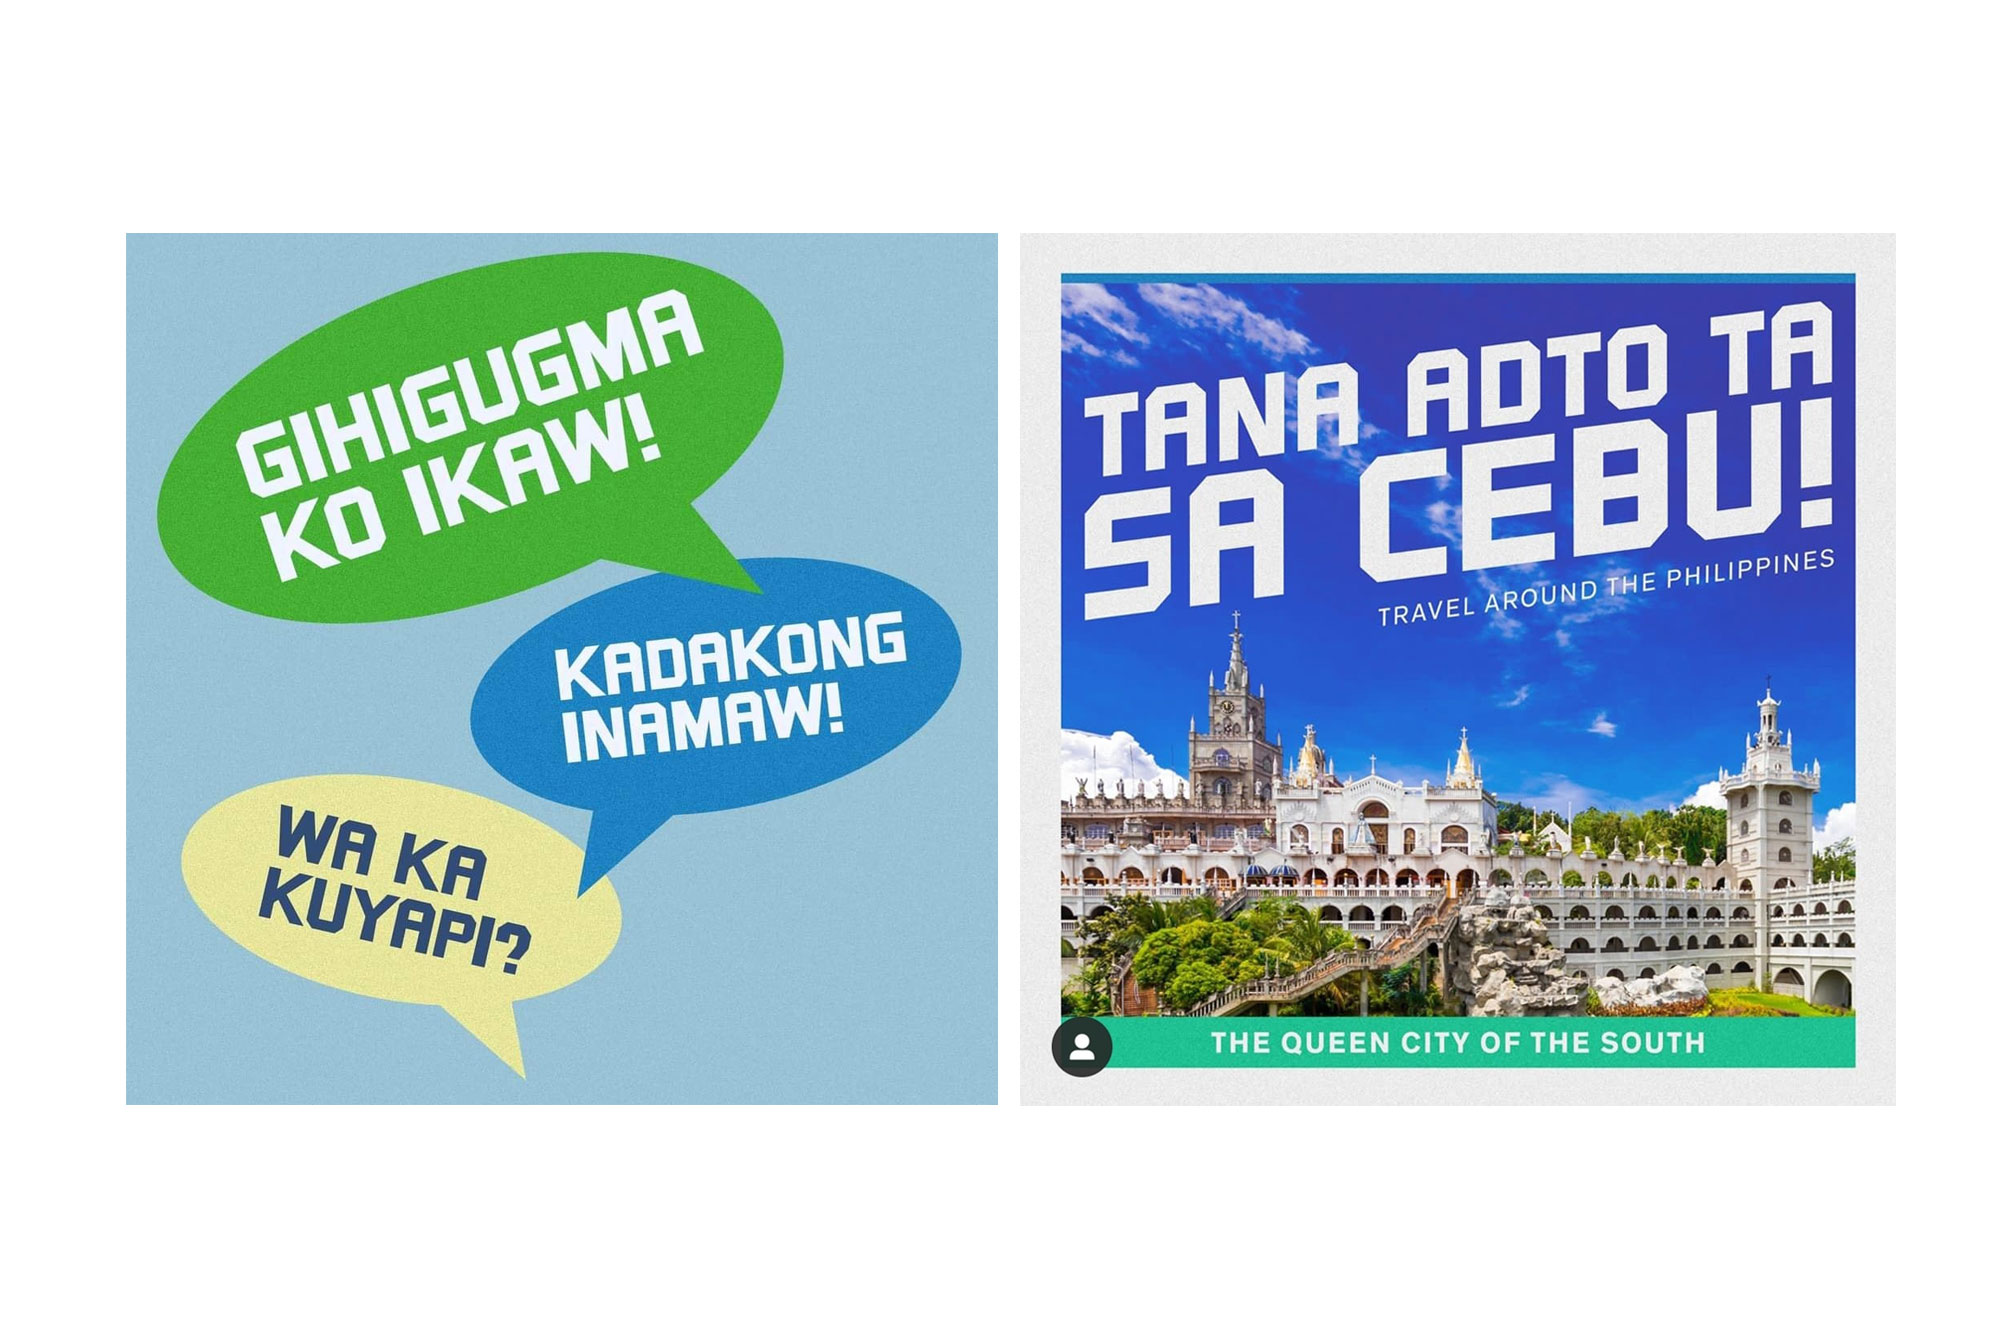 GIHIGUGMA
KO IKAW!
KADAKONG
INAMAW!
WA KA
KUYAPI?
TANA ADTO TA
SA CEBU!
TRAVEL AROUND THE PHILIPPINES
THE QUEEN CITY OF THE SOUTH